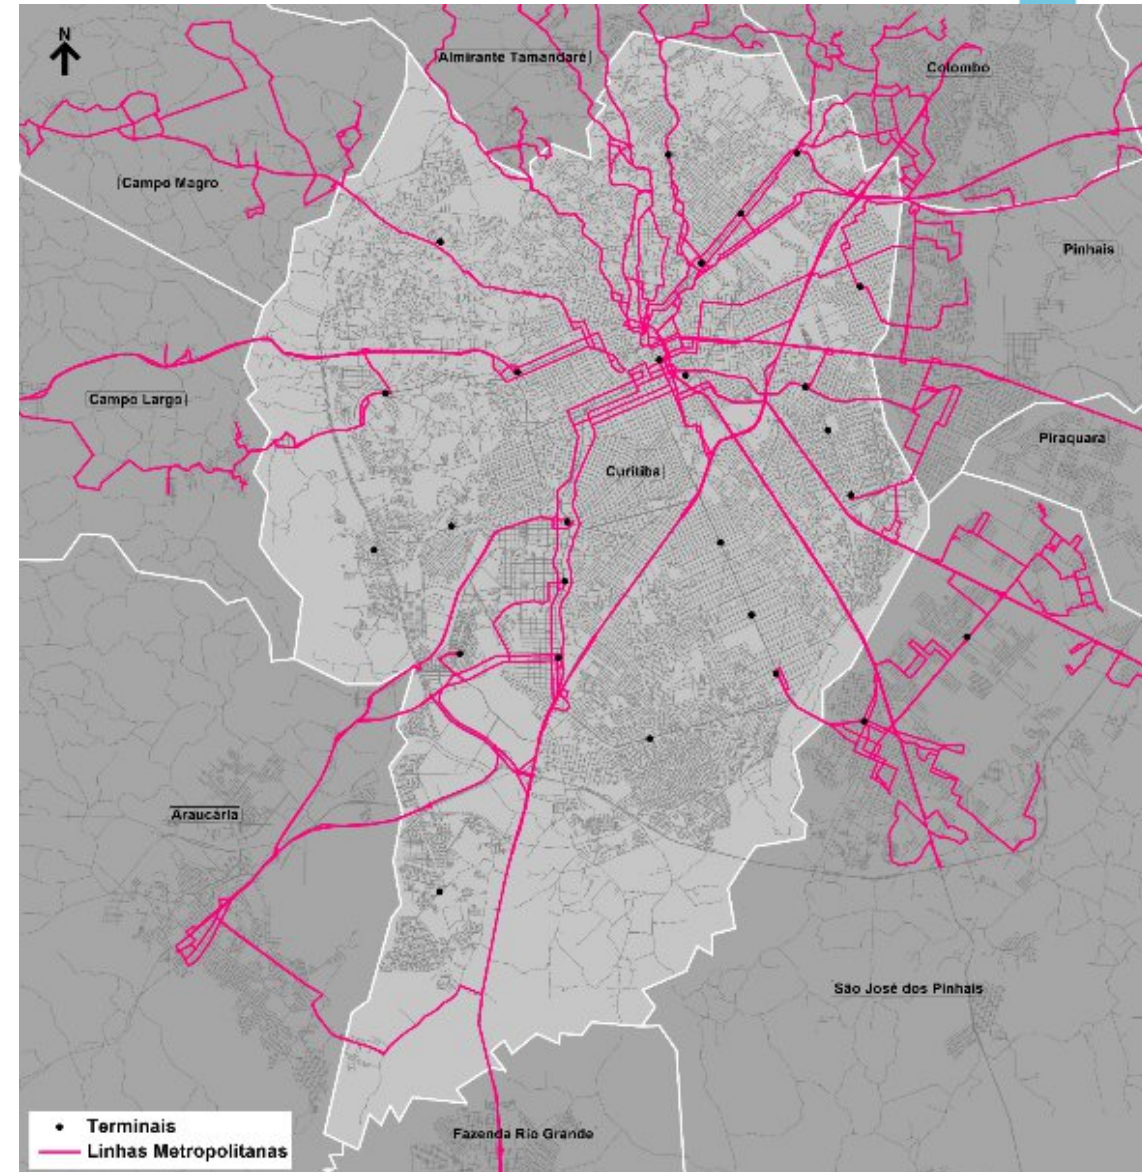 N
Almirante Tamandaré
Colombo
Campo Magro
Pinhais
Campo Largo
Piraquara
Curitiba
Araucária
São José dos Pinhais
Fazenda Rio Grande
Terminais
Linhas Metropolitanas